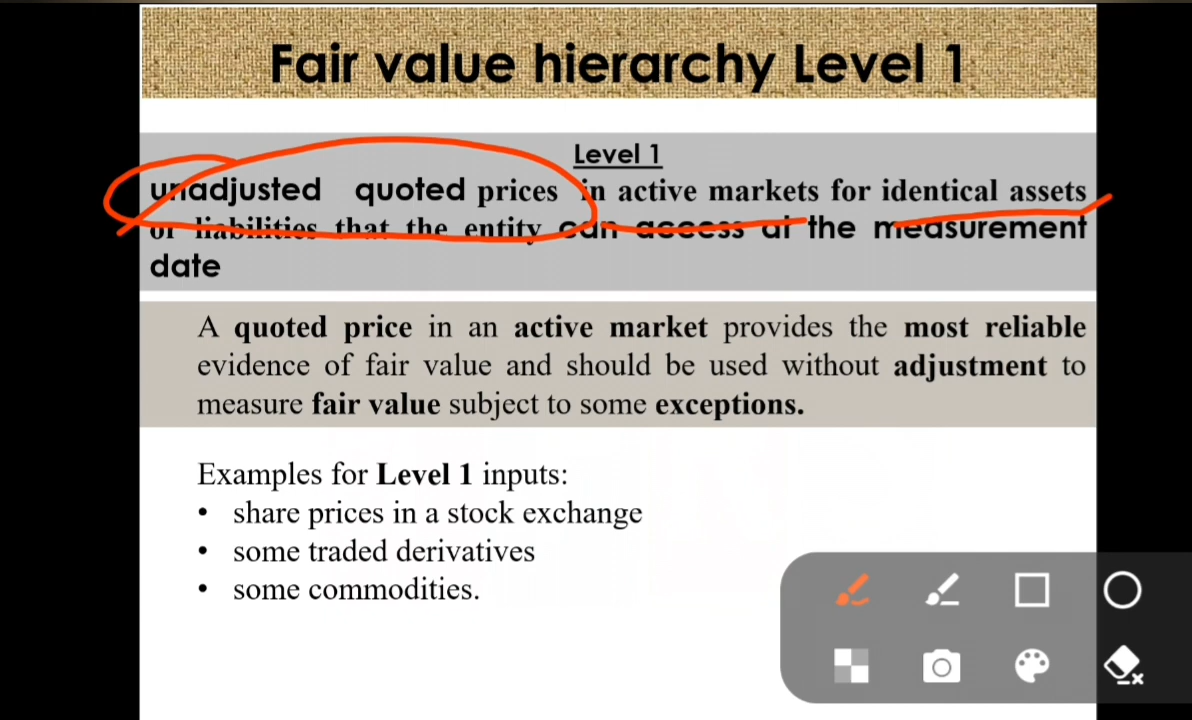 Fair value hierarchy Level 1
Level 1
unadjusted quoted prices in active markets for identical assets
or liabilities that the entity can access at the measurement
date
A quoted price in an active market provides the most reliable
evidence of fair value and should be used without adjustment to
measure fair value subject to some exceptions.
Examples for Level 1 inputs:
• share prices in a stock exchange
• some traded derivatives
• some commodities.